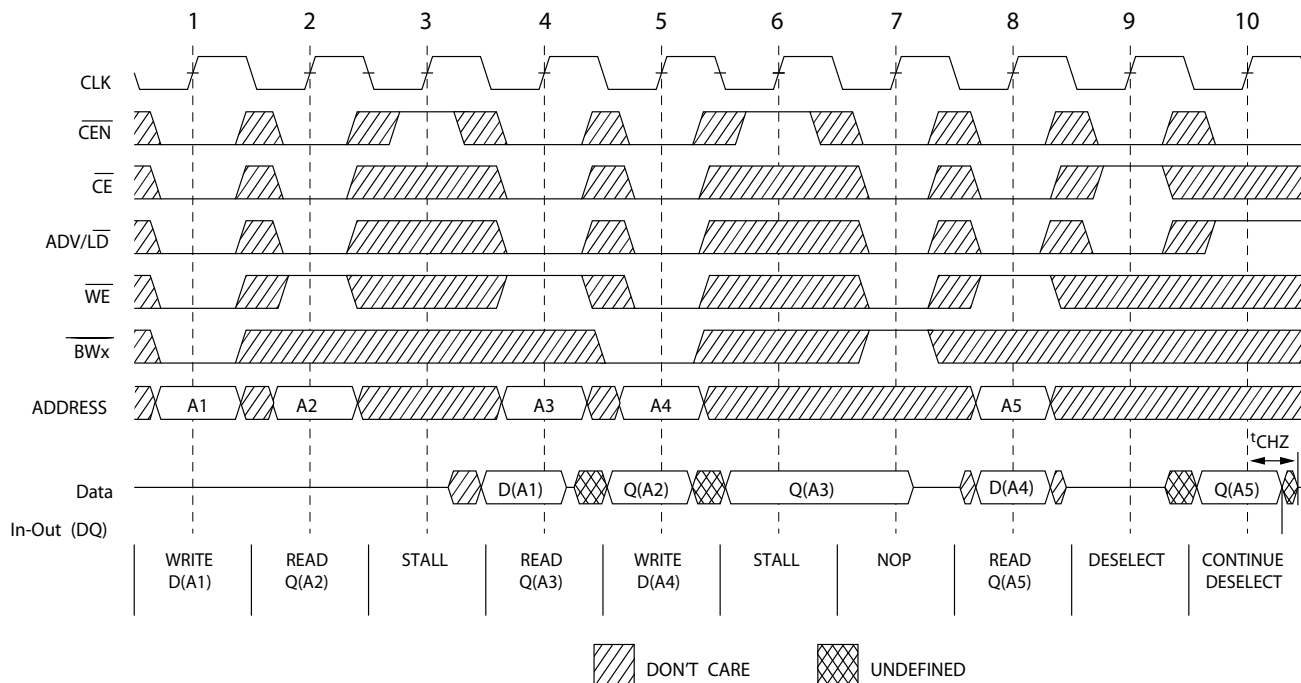 1 2 3 4 5 6 7 8 9 10
CLK
CEN
CE
ADV/LD
WE
BWx
ADDRESS A1 A2 A3 A4 A5
tCHZ
Data D(A1) Q(A2) Q(A3) D(A4) Q(A5)
In-Out (DQ)
WRITE READ STALL READ WRITE STALL NOP READ DESELECT CONTINUE
D(A1) Q(A2) Q(A3) D(A4) Q(A5) DESELECT
DON'T CARE UNDEFINED